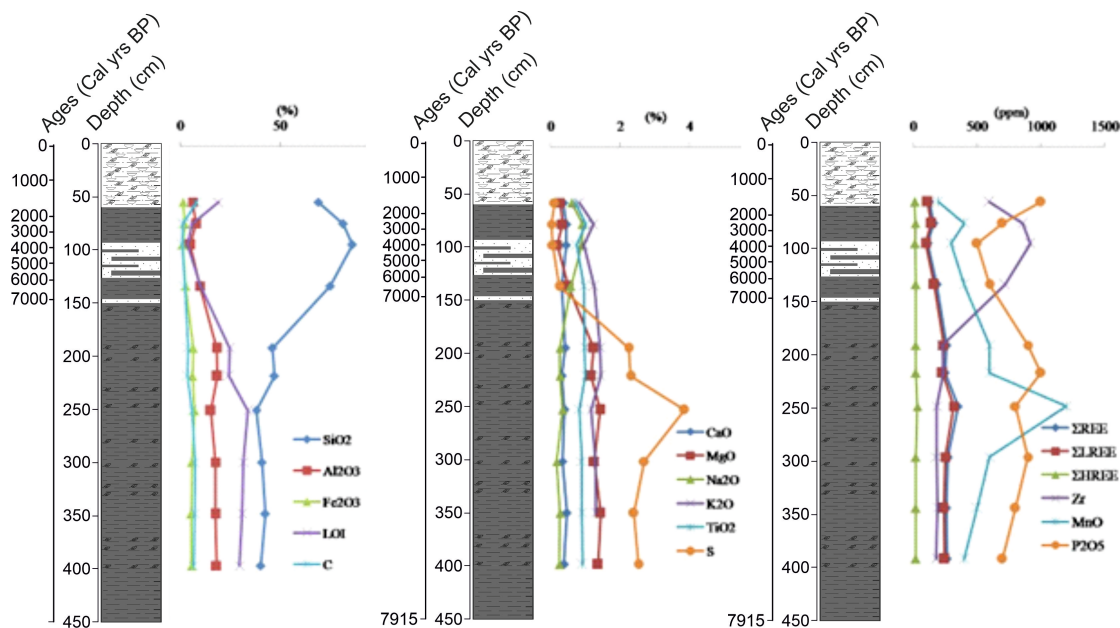 Ages (Cal yrs BP)
Depth (cm)
(%)
0 50
0
1000
2000
3000
4000
5000
6000
7000
0
50
100
150
200
250
300
350
400
450
SiO2
Al2O3
Fe2O3
LOI
C
Ages (Cal yrs BP)
Depth (cm)
(%)
0 2 4
0
1000
2000
3000
4000
5000
6000
7000
7915
0
50
100
150
200
250
300
350
400
450
CaO
MgO
Na2O
K2O
TiO2
S
Ages (Cal yrs BP)
Depth (cm)
(ppm)
0 500 1000 1500
0
1000
2000
3000
4000
5000
6000
7000
7915
0
50
100
150
200
250
300
350
400
450
ΣREE
ΣLREE
ΣHREE
Zr
MnO
P2O5